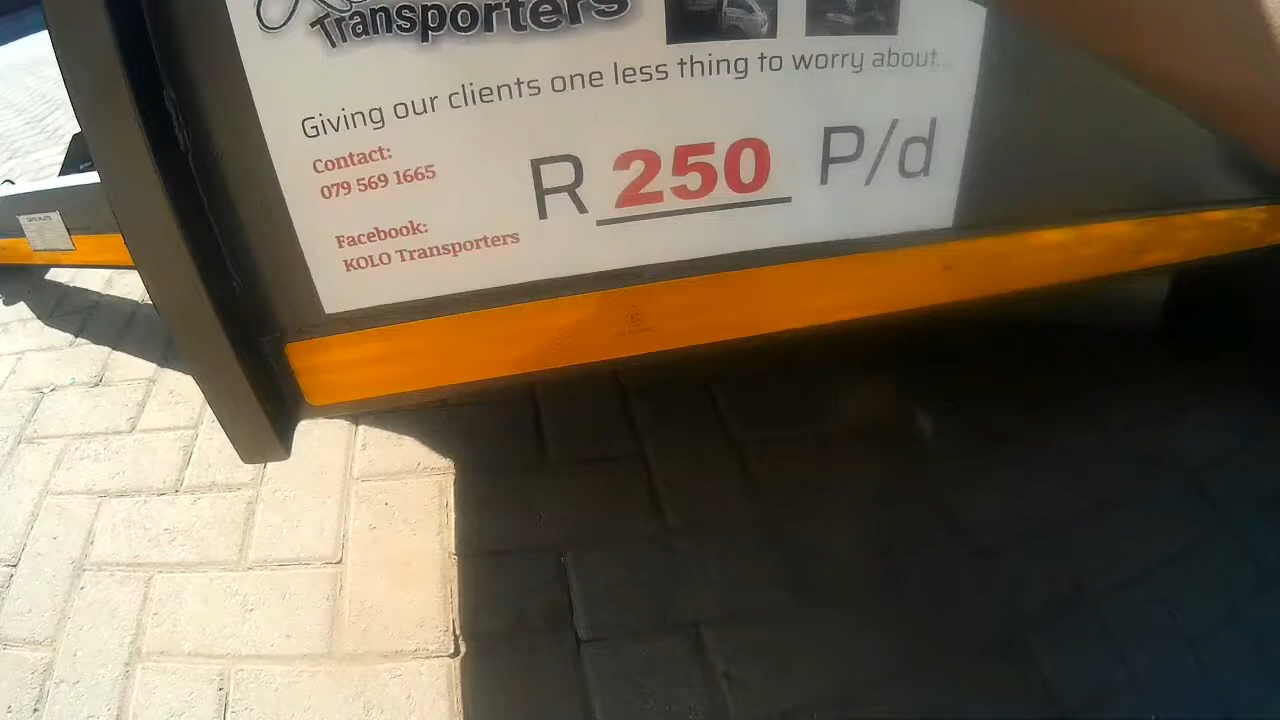 Transporters
Giving our clients one less thing to worry about..
Contact:
079 569 1665
R 250 P/d
Facebook:
KOLO Transporters